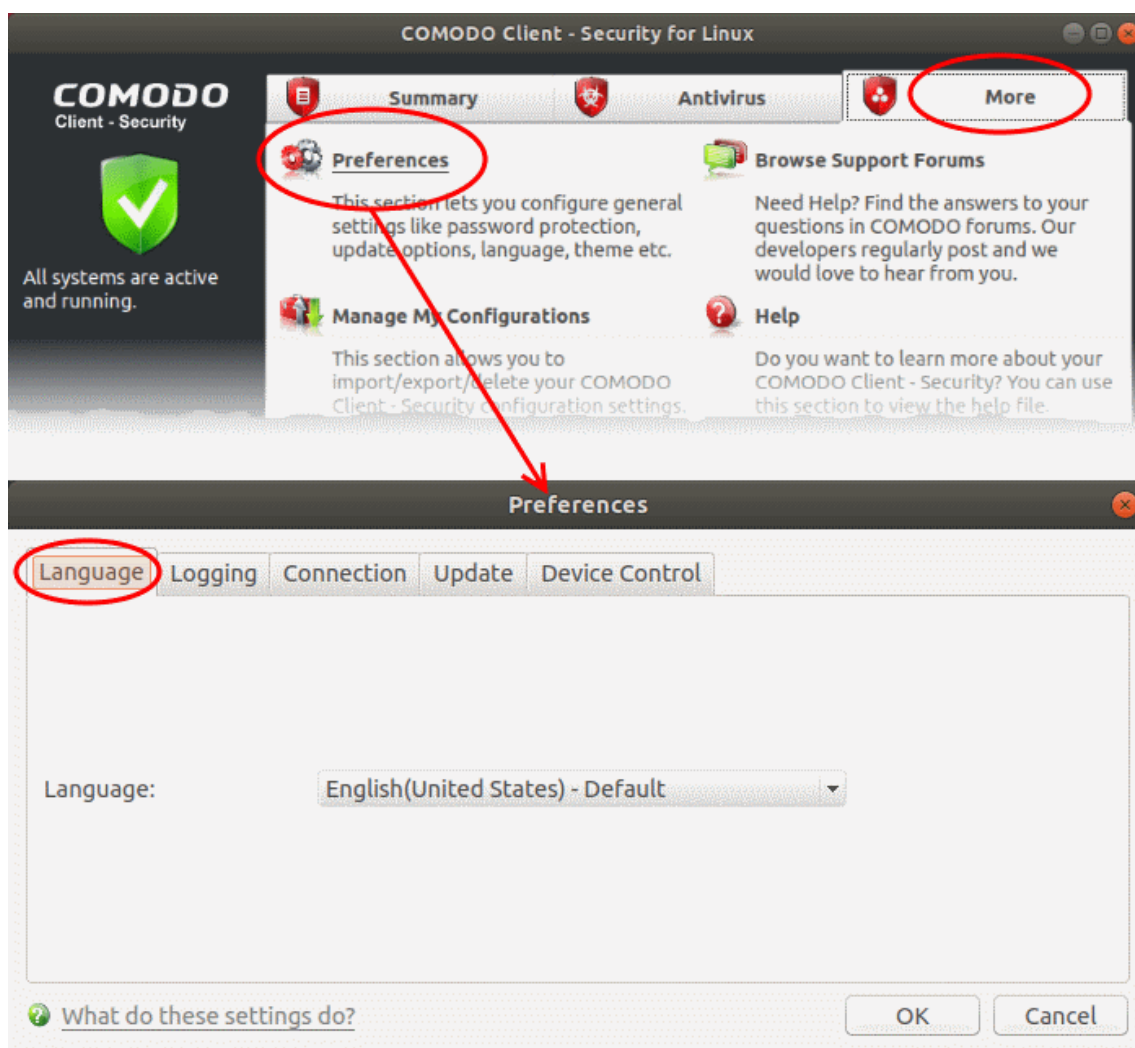 COMODO Client - Security for Linux
COMODO
Client - Security
Summary
Antivirus
More
All systems are active
and running.
Preferences
This section lets you configure general
settings like password protection,
update options, language, theme etc.
Browse Support Forums
Need Help? Find the answers to your
questions in COMODO forums. Our
developers regularly post and we
would love to hear from you.
Manage My Configurations
This section allows you to
import/export/delete your COMODO
Client - Security configuration settings.
Help
Do you want to learn more about your
COMODO Client - Security? You can use
this section to view the help file.
Preferences
Language
Logging
Connection
Update
Device Control
Language:
English(United States) - Default
What do these settings do?
OK
Cancel